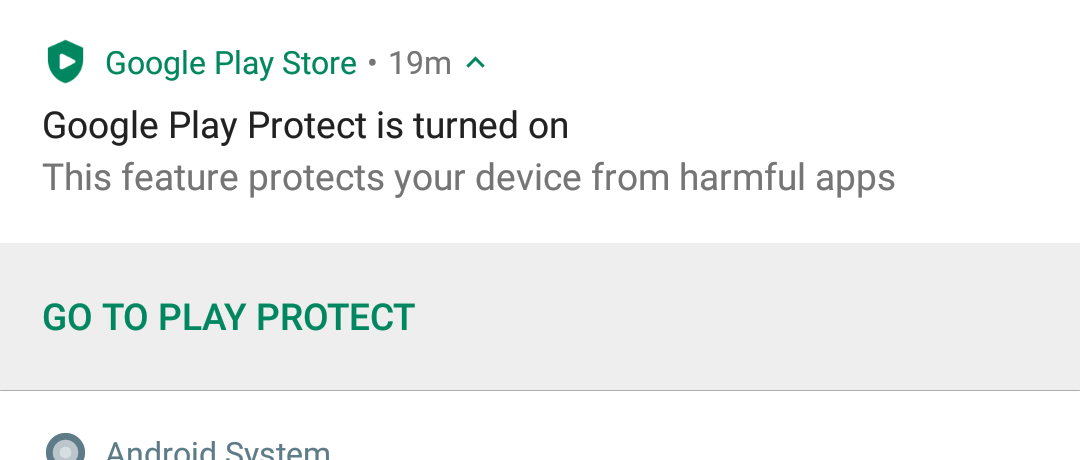 Google Play Store • 19m
Google Play Protect is turned on
This feature protects your device from harmful apps
GO TO PLAY PROTECT
Android System